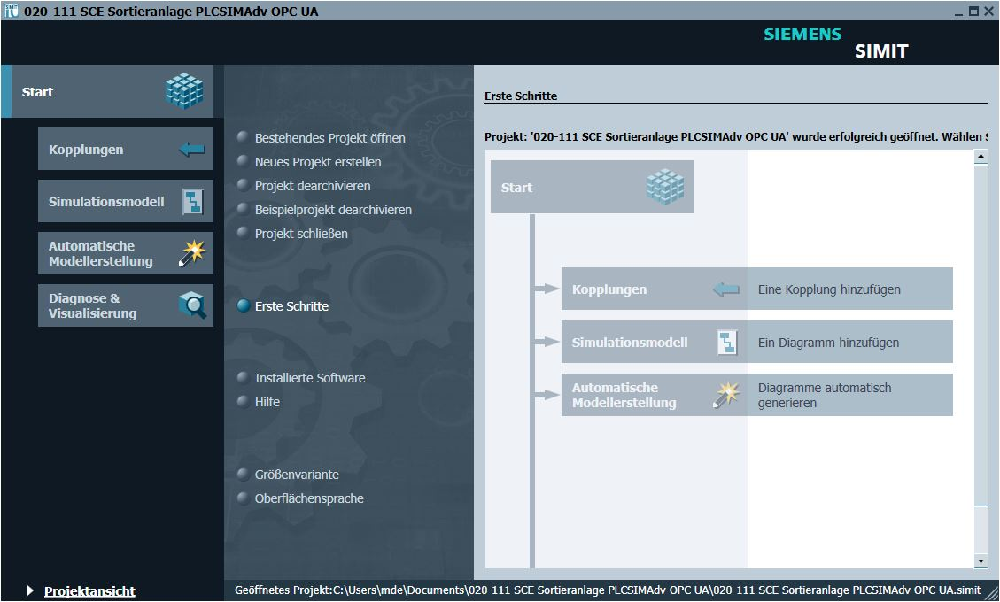 020-111 SCE Sortieranlage PLCSIMAdv OPC UA
SIEMENS
SIMIT
Start
Kopplungen
Simulationsmodell
Automatische
Modellerstellung
Diagnose &
Visualisierung
Projektansicht
Bestehendes Projekt öffnen
Neues Projekt erstellen
Projekt dearchivieren
Beispielprojekt dearchivieren
Projekt schließen
Erste Schritte
Installierte Software
Hilfe
Größenvariante
Oberflächensprache
Erste Schritte
Projekt: '020-111 SCE Sortieranlage PLCSIMAdv OPC UA' wurde erfolgreich geöffnet. Wählen S
Start
Kopplungen
Eine Kopplung hinzufügen
Simulationsmodell
Ein Diagramm hinzufügen
Automatische
Modellerstellung
Diagramme automatisch
generieren
Geöffnetes Projekt:C:\Users\mde\Documents\020-111 SCE Sortieranlage PLCSIMAdv OPC UA\020-111 SCE Sortieranlage PLCSIMAdv OPC UA.simit